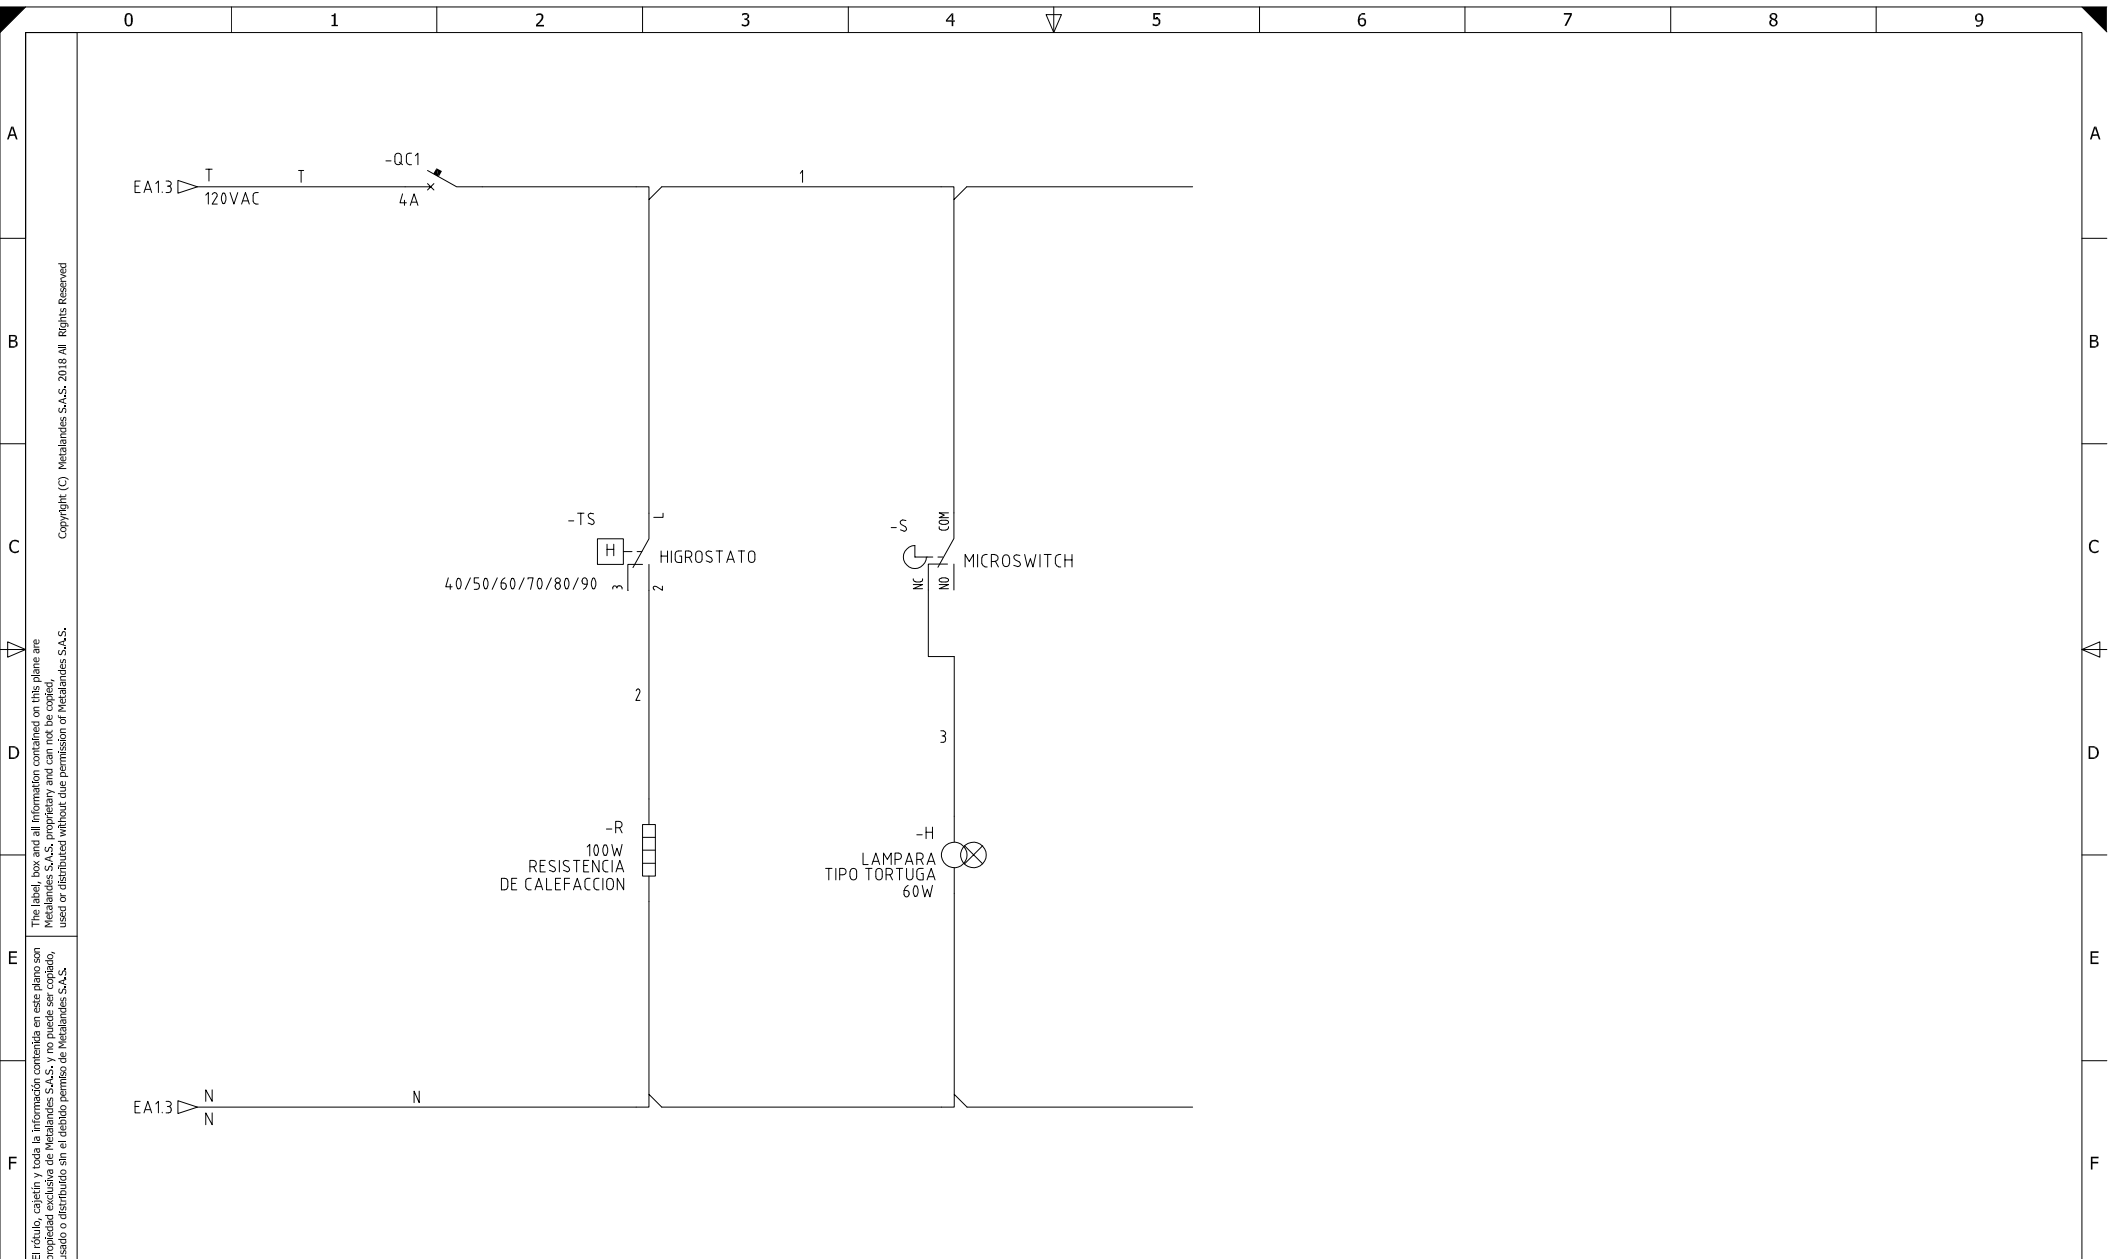 0 1 2 3 4 5 6 7 8 9
A A
-QC1
EA1.3 T T 1
120VAC 4A
B B
Copyright (C) Metalandes S.A.S. 2018 All Rights Reserved
-TS L -S COM
C H HIGROSTATO MICROSWITCH C
40/50/60/70/80/90 3 2 NC NO
The label, box and all information contained on this plane are
Metalandes S.A.S. proprietary and can not be copied,
used or distributed without due permission of Metalandes S.A.S.
2
3
D D
-R
100W
RESISTENCIA
DE CALEFACCION
-H
LAMPARA
TIPO TORTUGA
60W
E E
El rótulo, cajetín y toda la información contenida en este plano son
propiedad exclusiva de Metalandes S.A.S. y no puede ser copiado,
usado o distribuido sin el debido permiso de Metalandes S.A.S.
EA1.3 N N
N
F F